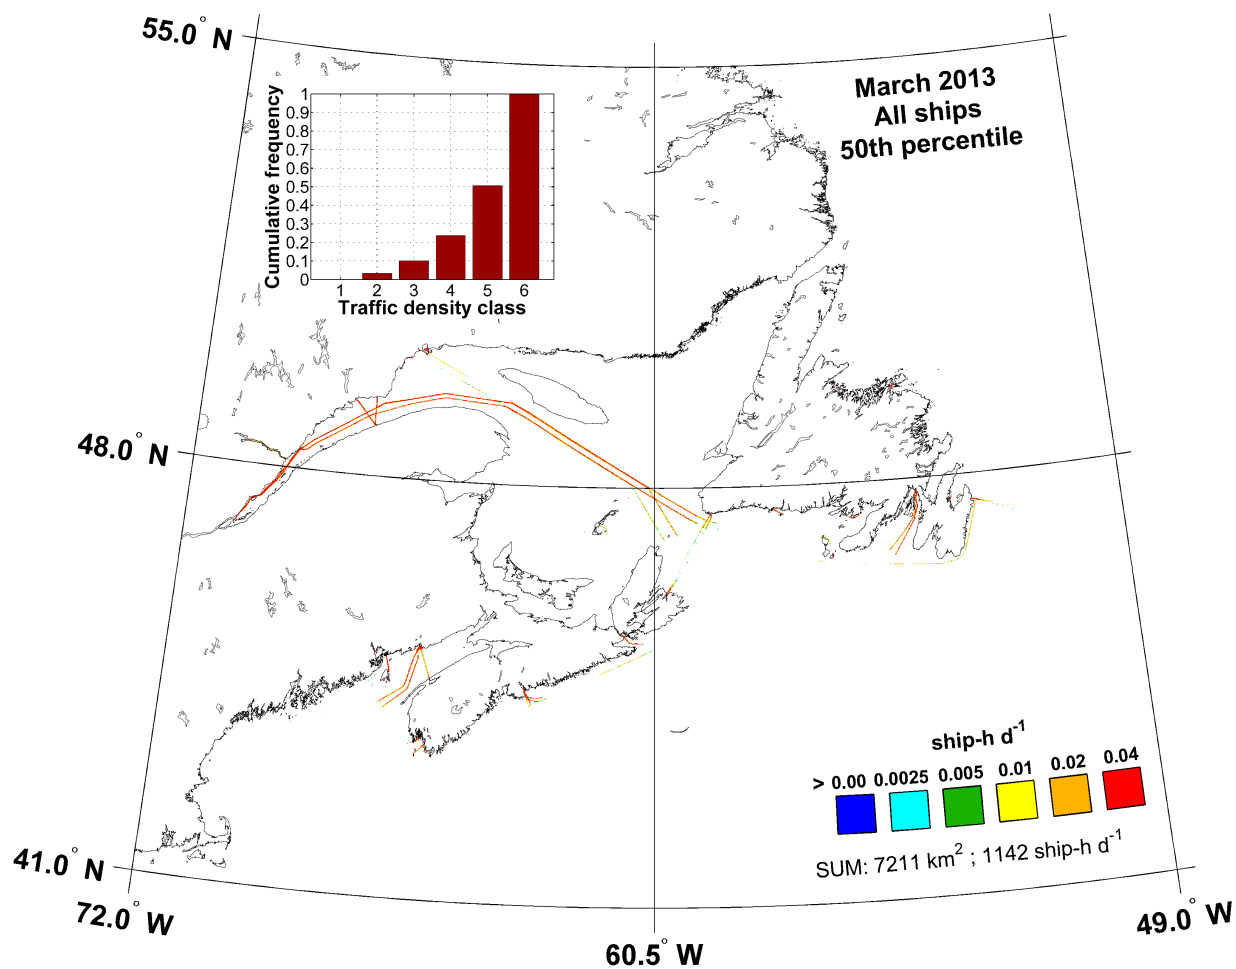 55.0° N
March 2013
All ships
50th percentile
Cumulative frequency
1
0.9
0.8
0.7
0.6
0.5
0.4
0.3
0.2
0.1
0
1 2 3 4 5 6
Traffic density class
48.0° N
ship-h d⁻¹
> 0.00 0.0025 0.005 0.01 0.02 0.04
SUM: 7211 km² ; 1142 ship-h d⁻¹
41.0° N
72.0° W
60.5° W
49.0° W